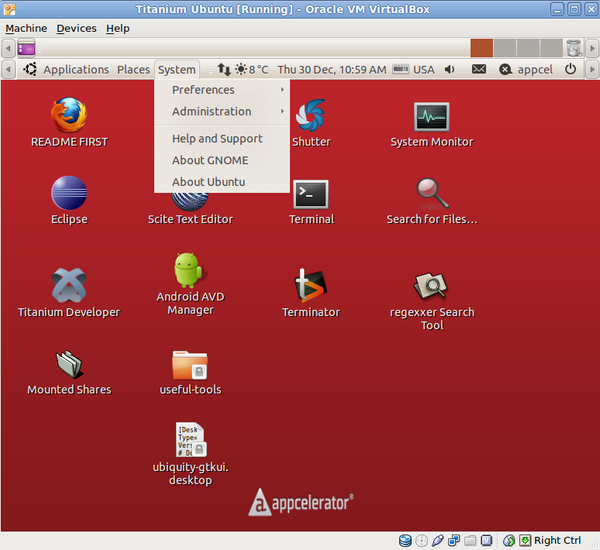 Titanium Ubuntu [Running] - Oracle VM VirtualBox
Machine Devices Help
Applications Places System 8 °C Thu 30 Dec, 10:59 AM USA appcel
Preferences
Administration
Help and Support
About GNOME
About Ubuntu
README FIRST
Shutter
System Monitor
Eclipse
Scite Text Editor
Terminal
Search for Files...
Titanium Developer
Android AVD
Manager
Terminator
regexxer Search
Tool
Mounted Shares
useful-tools
[Desk
Type=
Vers
# D
ubiquity-gtkui.
desktop
appcelerator®
Right Ctrl